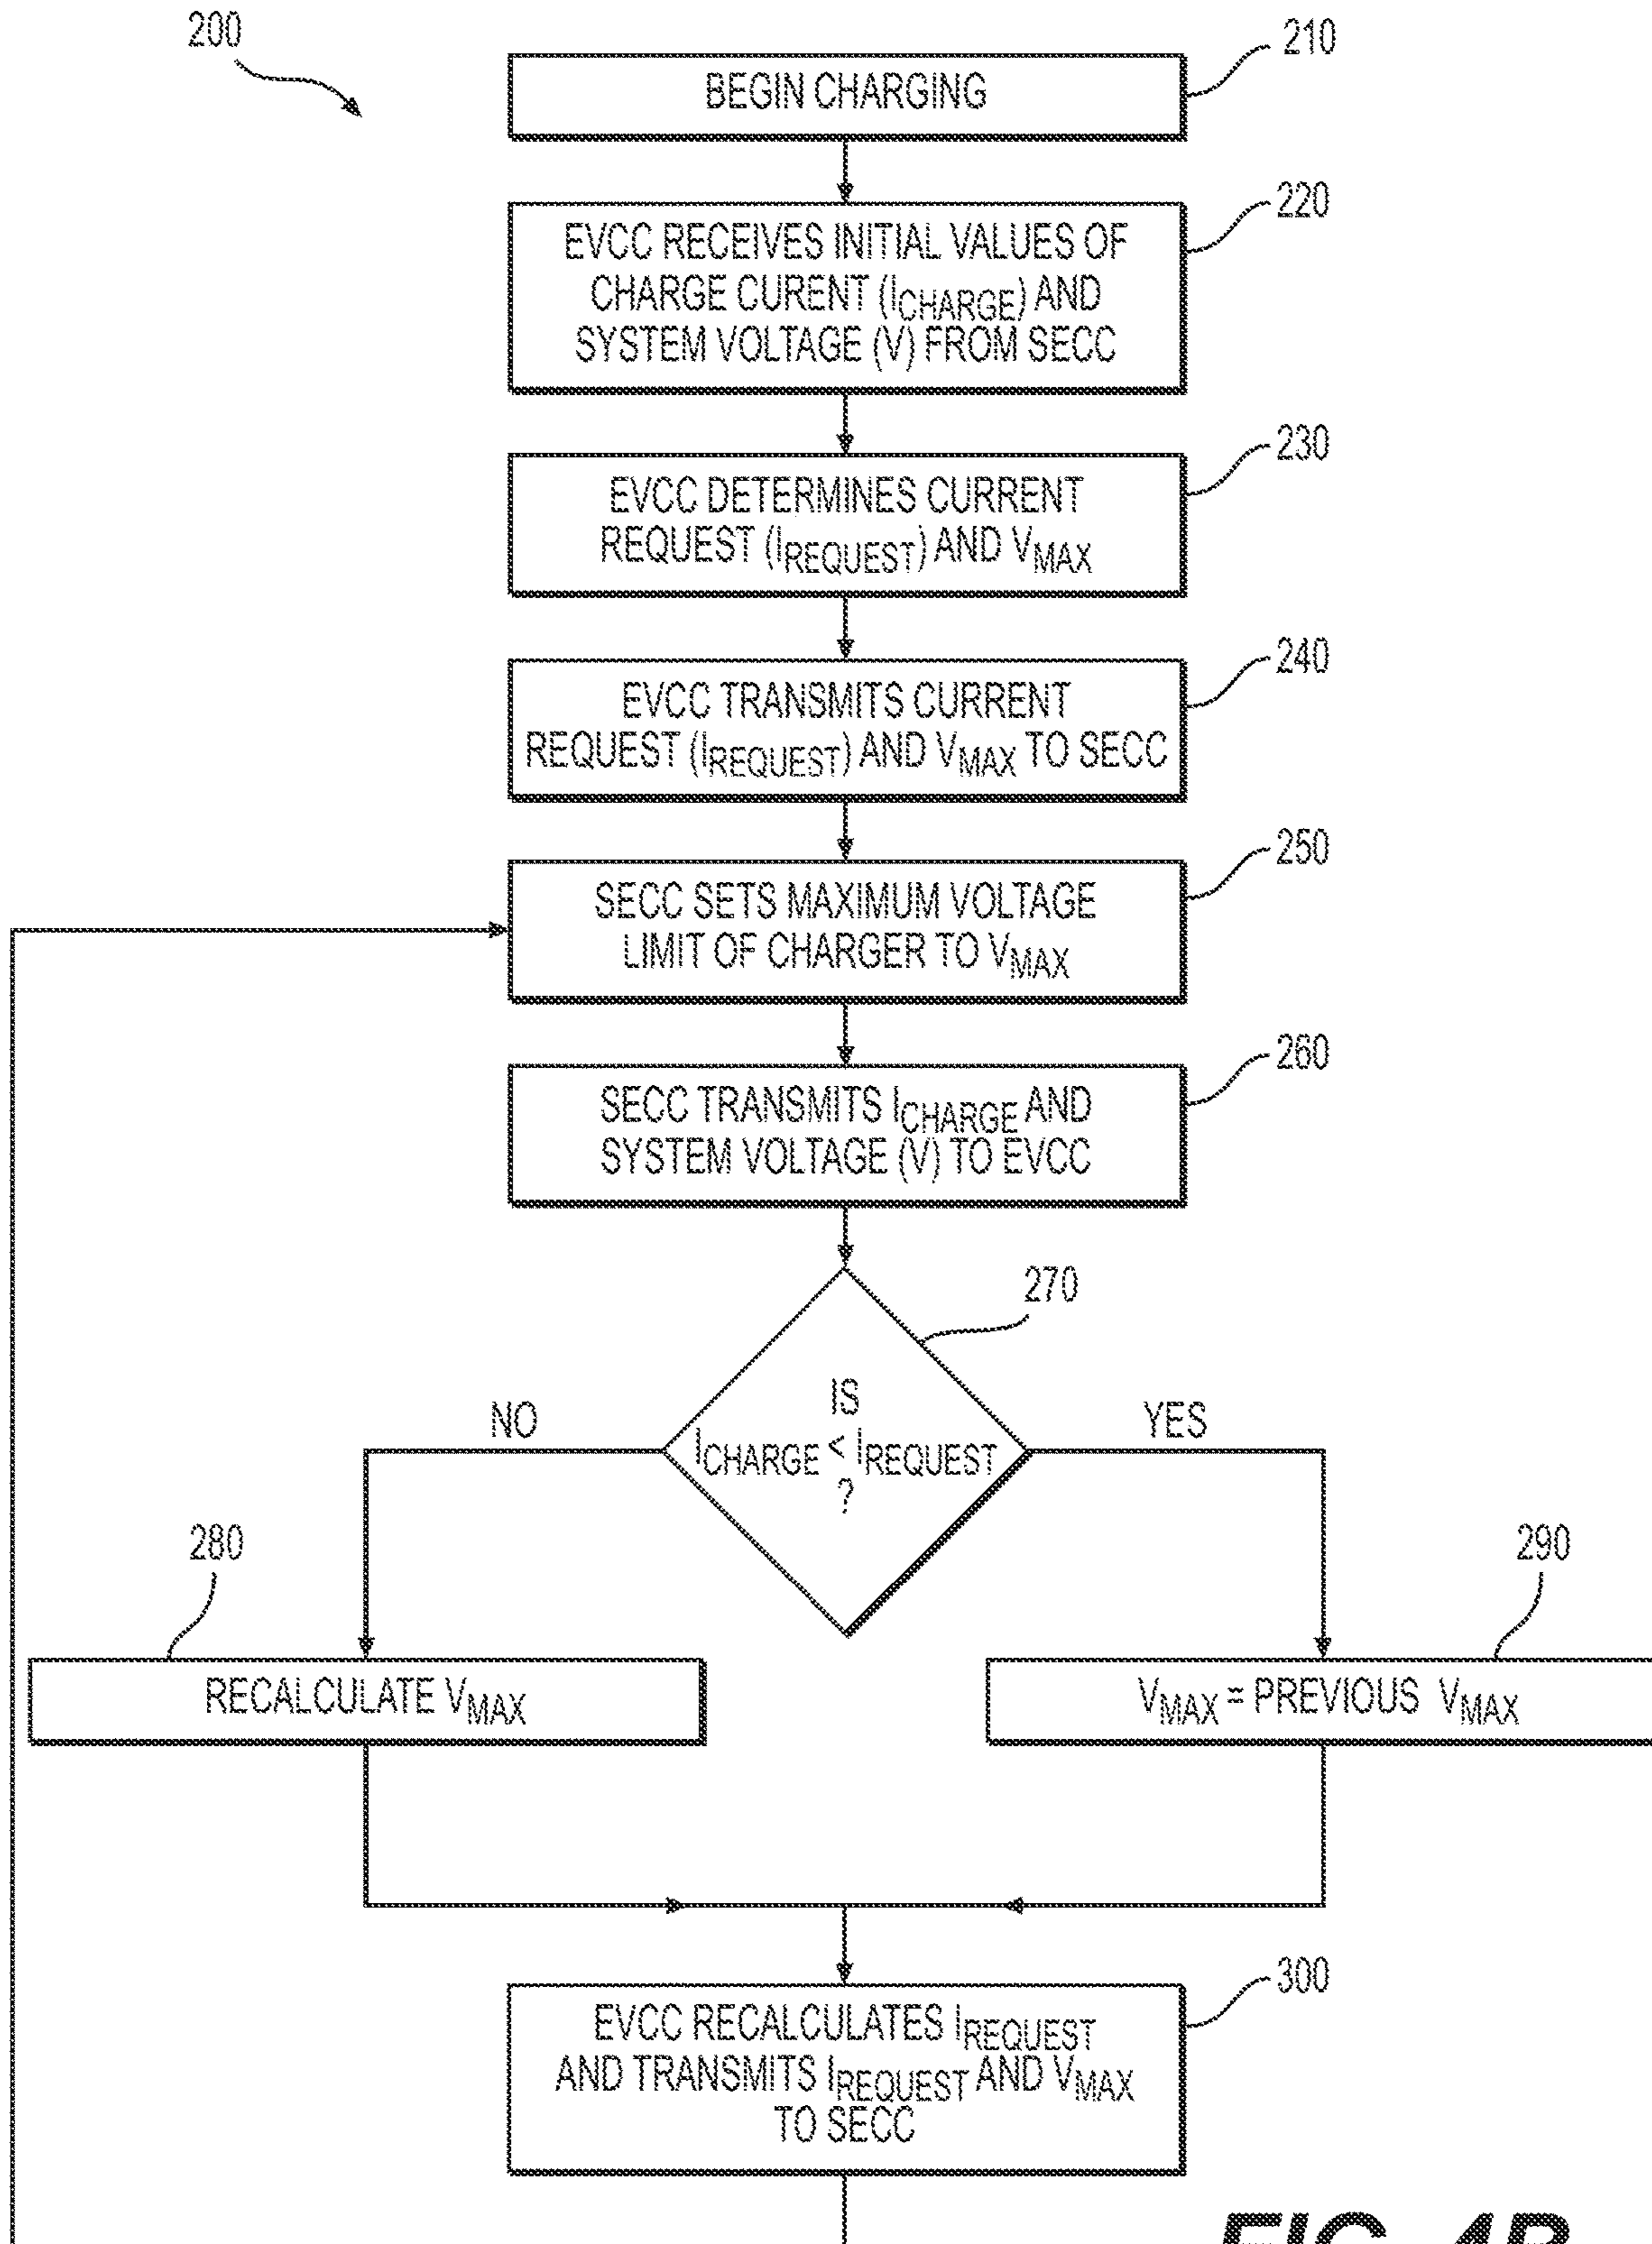 200
210
BEGIN CHARGING
220
EVCC RECEIVES INITIAL VALUES OF
CHARGE CURENT (ICHARGE) AND
SYSTEM VOLTAGE (V) FROM SECC
230
EVCC DETERMINES CURRENT
REQUEST (IREQUEST) AND VMAX
240
EVCC TRANSMITS CURRENT
REQUEST (IREQUEST) AND VMAX TO SECC
250
SECC SETS MAXIMUM VOLTAGE
LIMIT OF CHARGER TO VMAX
260
SECC TRANSMITS ICHARGE AND
SYSTEM VOLTAGE (V) TO EVCC
270
IS
ICHARGE < IREQUEST
?
NO
YES
280
RECALCULATE VMAX
290
VMAX = PREVIOUS VMAX
300
EVCC RECALCULATES IREQUEST
AND TRANSMITS IREQUEST AND VMAX
TO SECC
FIG. 4B